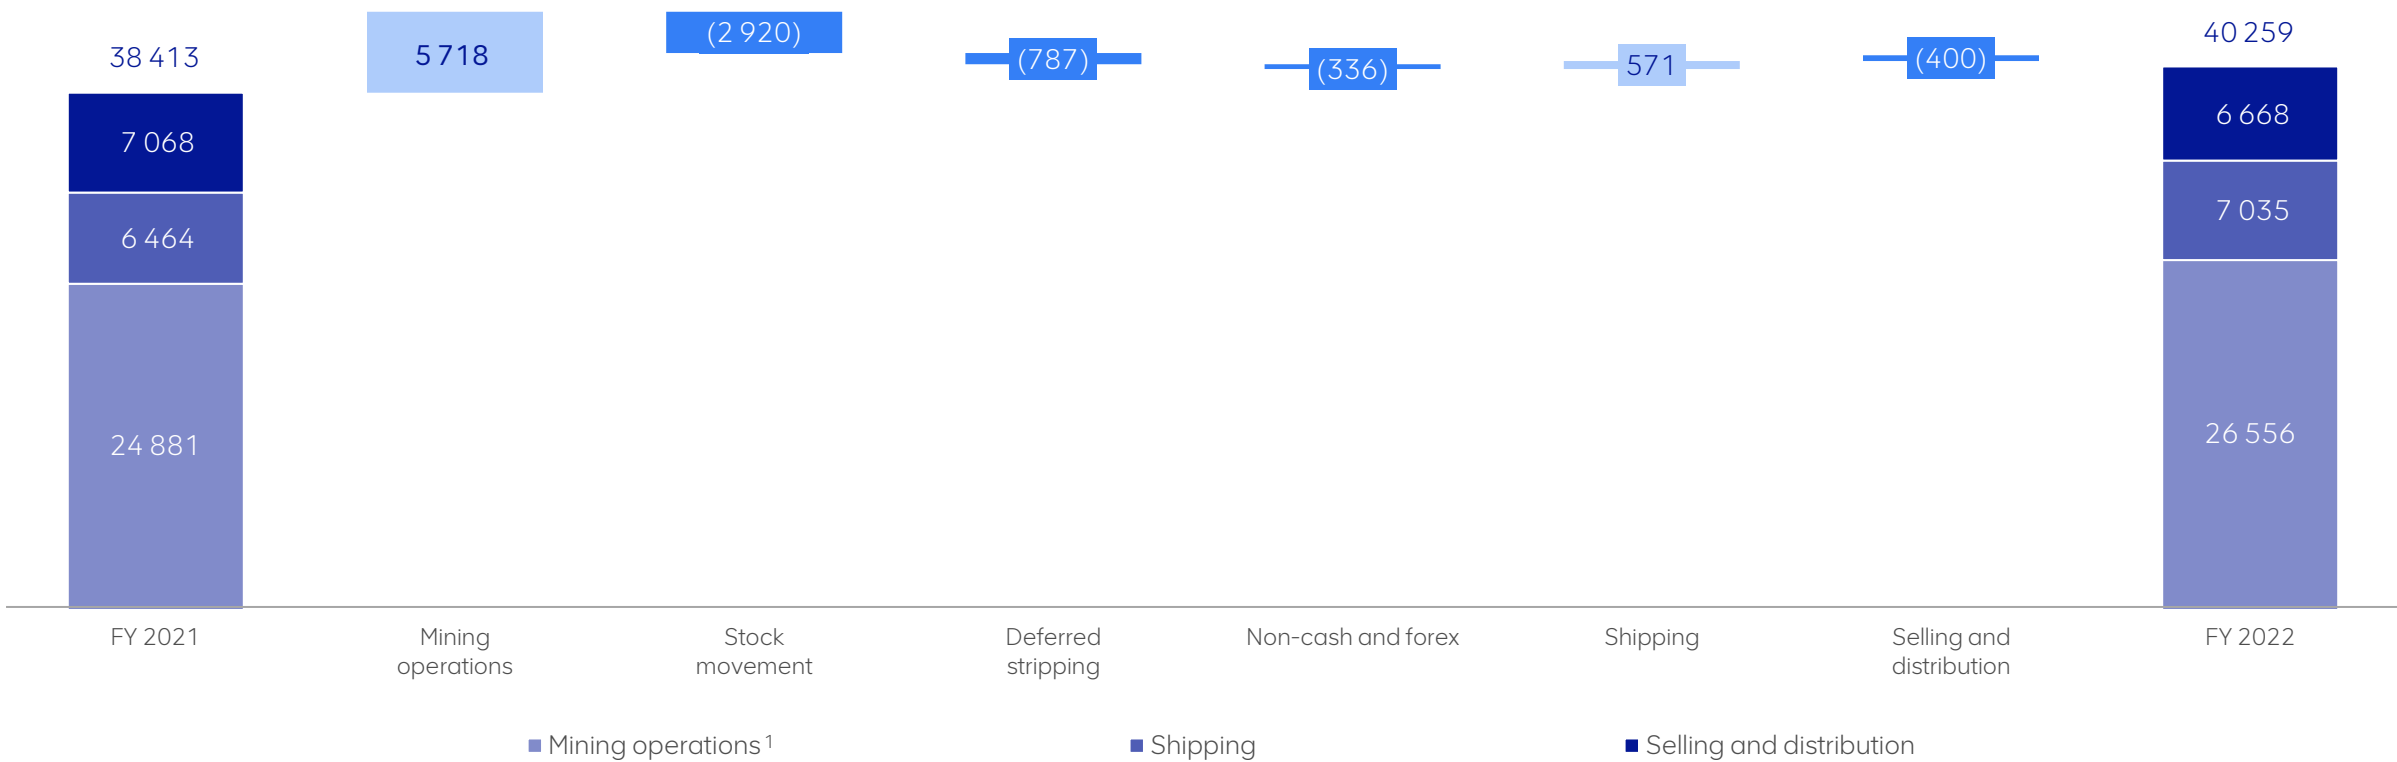 38 413
5 718
(2 920)
(787)
(336)
571
(400)
40 259
7 068
6 464
24 881
6 668
7 035
26 556
FY 2021
Mining
operations
Stock
movement
Deferred
stripping
Non-cash and forex
Shipping
Selling and
distribution
FY 2022
Mining operations 1
Shipping
Selling and distribution